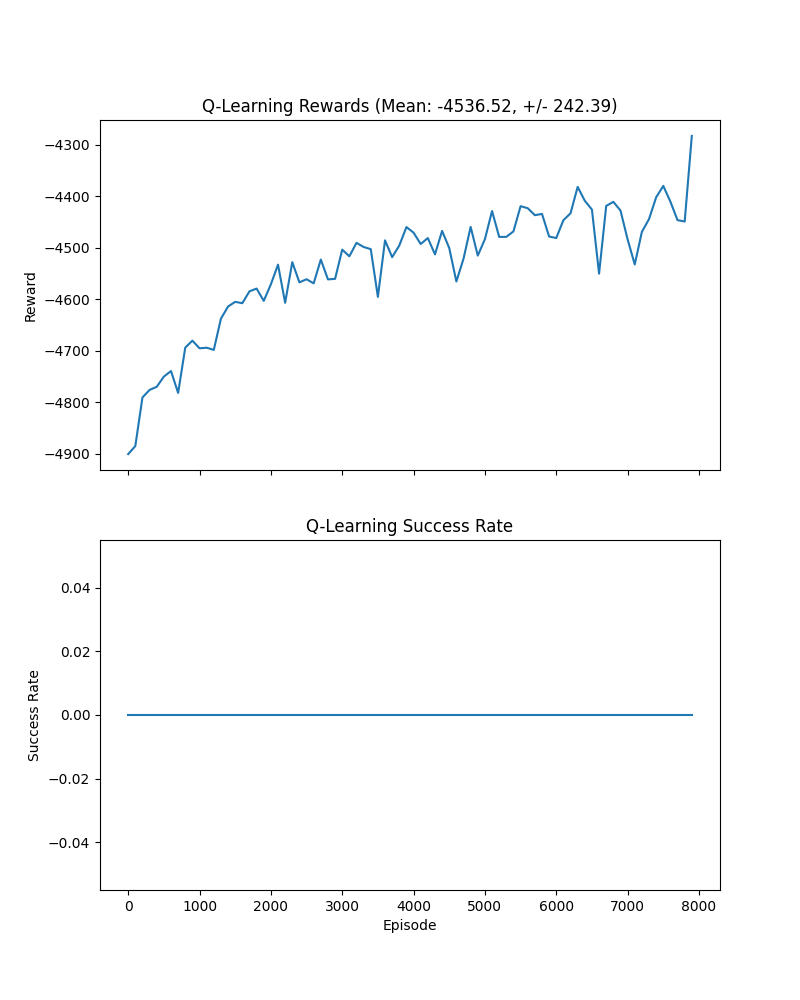 Q-Learning Rewards (Mean: -4536.52, +/- 242.39)
−4300
−4400
−4500
−4600
−4700
−4800
−4900
Reward
Q-Learning Success Rate
0.04
0.02
0.00
−0.02
−0.04
Success Rate
0 1000 2000 3000 4000 5000 6000 7000 8000
Episode